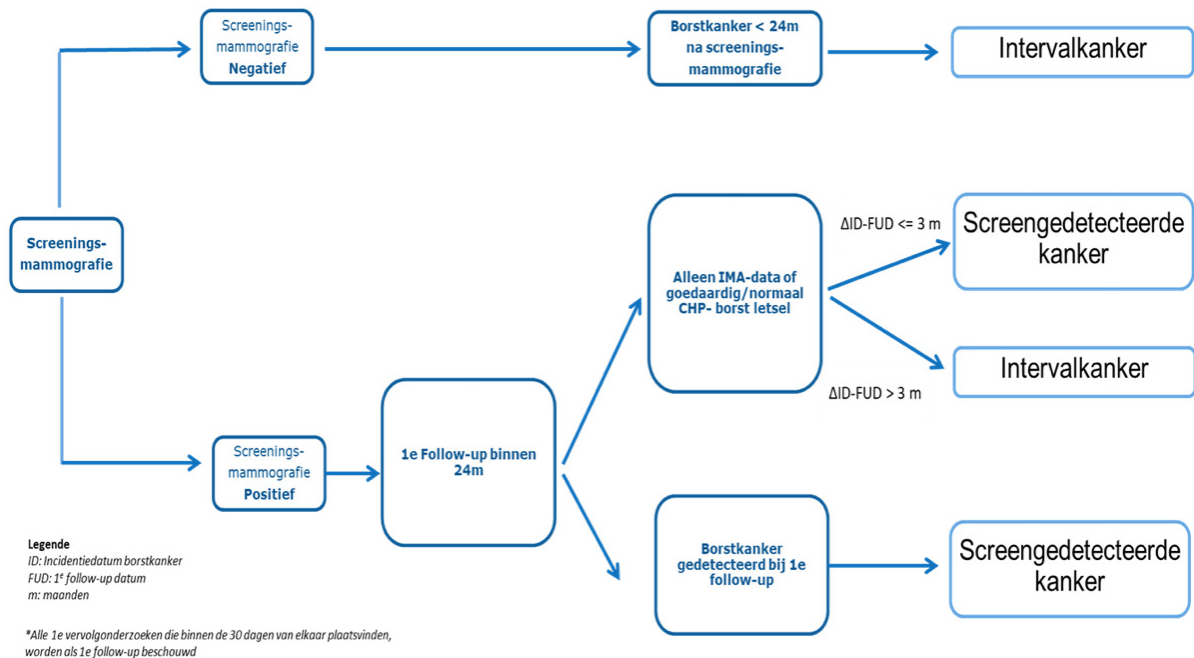 Screenings-
mammografie
Negatief
Borstkanker < 24m
na screenings-
mammografie
Intervalkanker
Screenings-
mammografie
Alleen IMA-data of
goedaardig/normaal
CHP- borst letsel
ΔID-FUD <= 3 m
Screengedetecteerde
kanker
ΔID-FUD > 3 m
Intervalkanker
Screenings-
mammografie
Positief
1e Follow-up binnen
24m
Borstkanker
gedetecteerd bij 1e
follow-up
Screengedetecteerde
kanker
Legende
ID: Incidentiedatum borstkanker
FUD: 1ᵉ follow-up datum
m: maanden
*Alle 1e vervolgonderzoeken die binnen de 30 dagen van elkaar plaatsvinden,
worden als 1e follow-up beschouwd